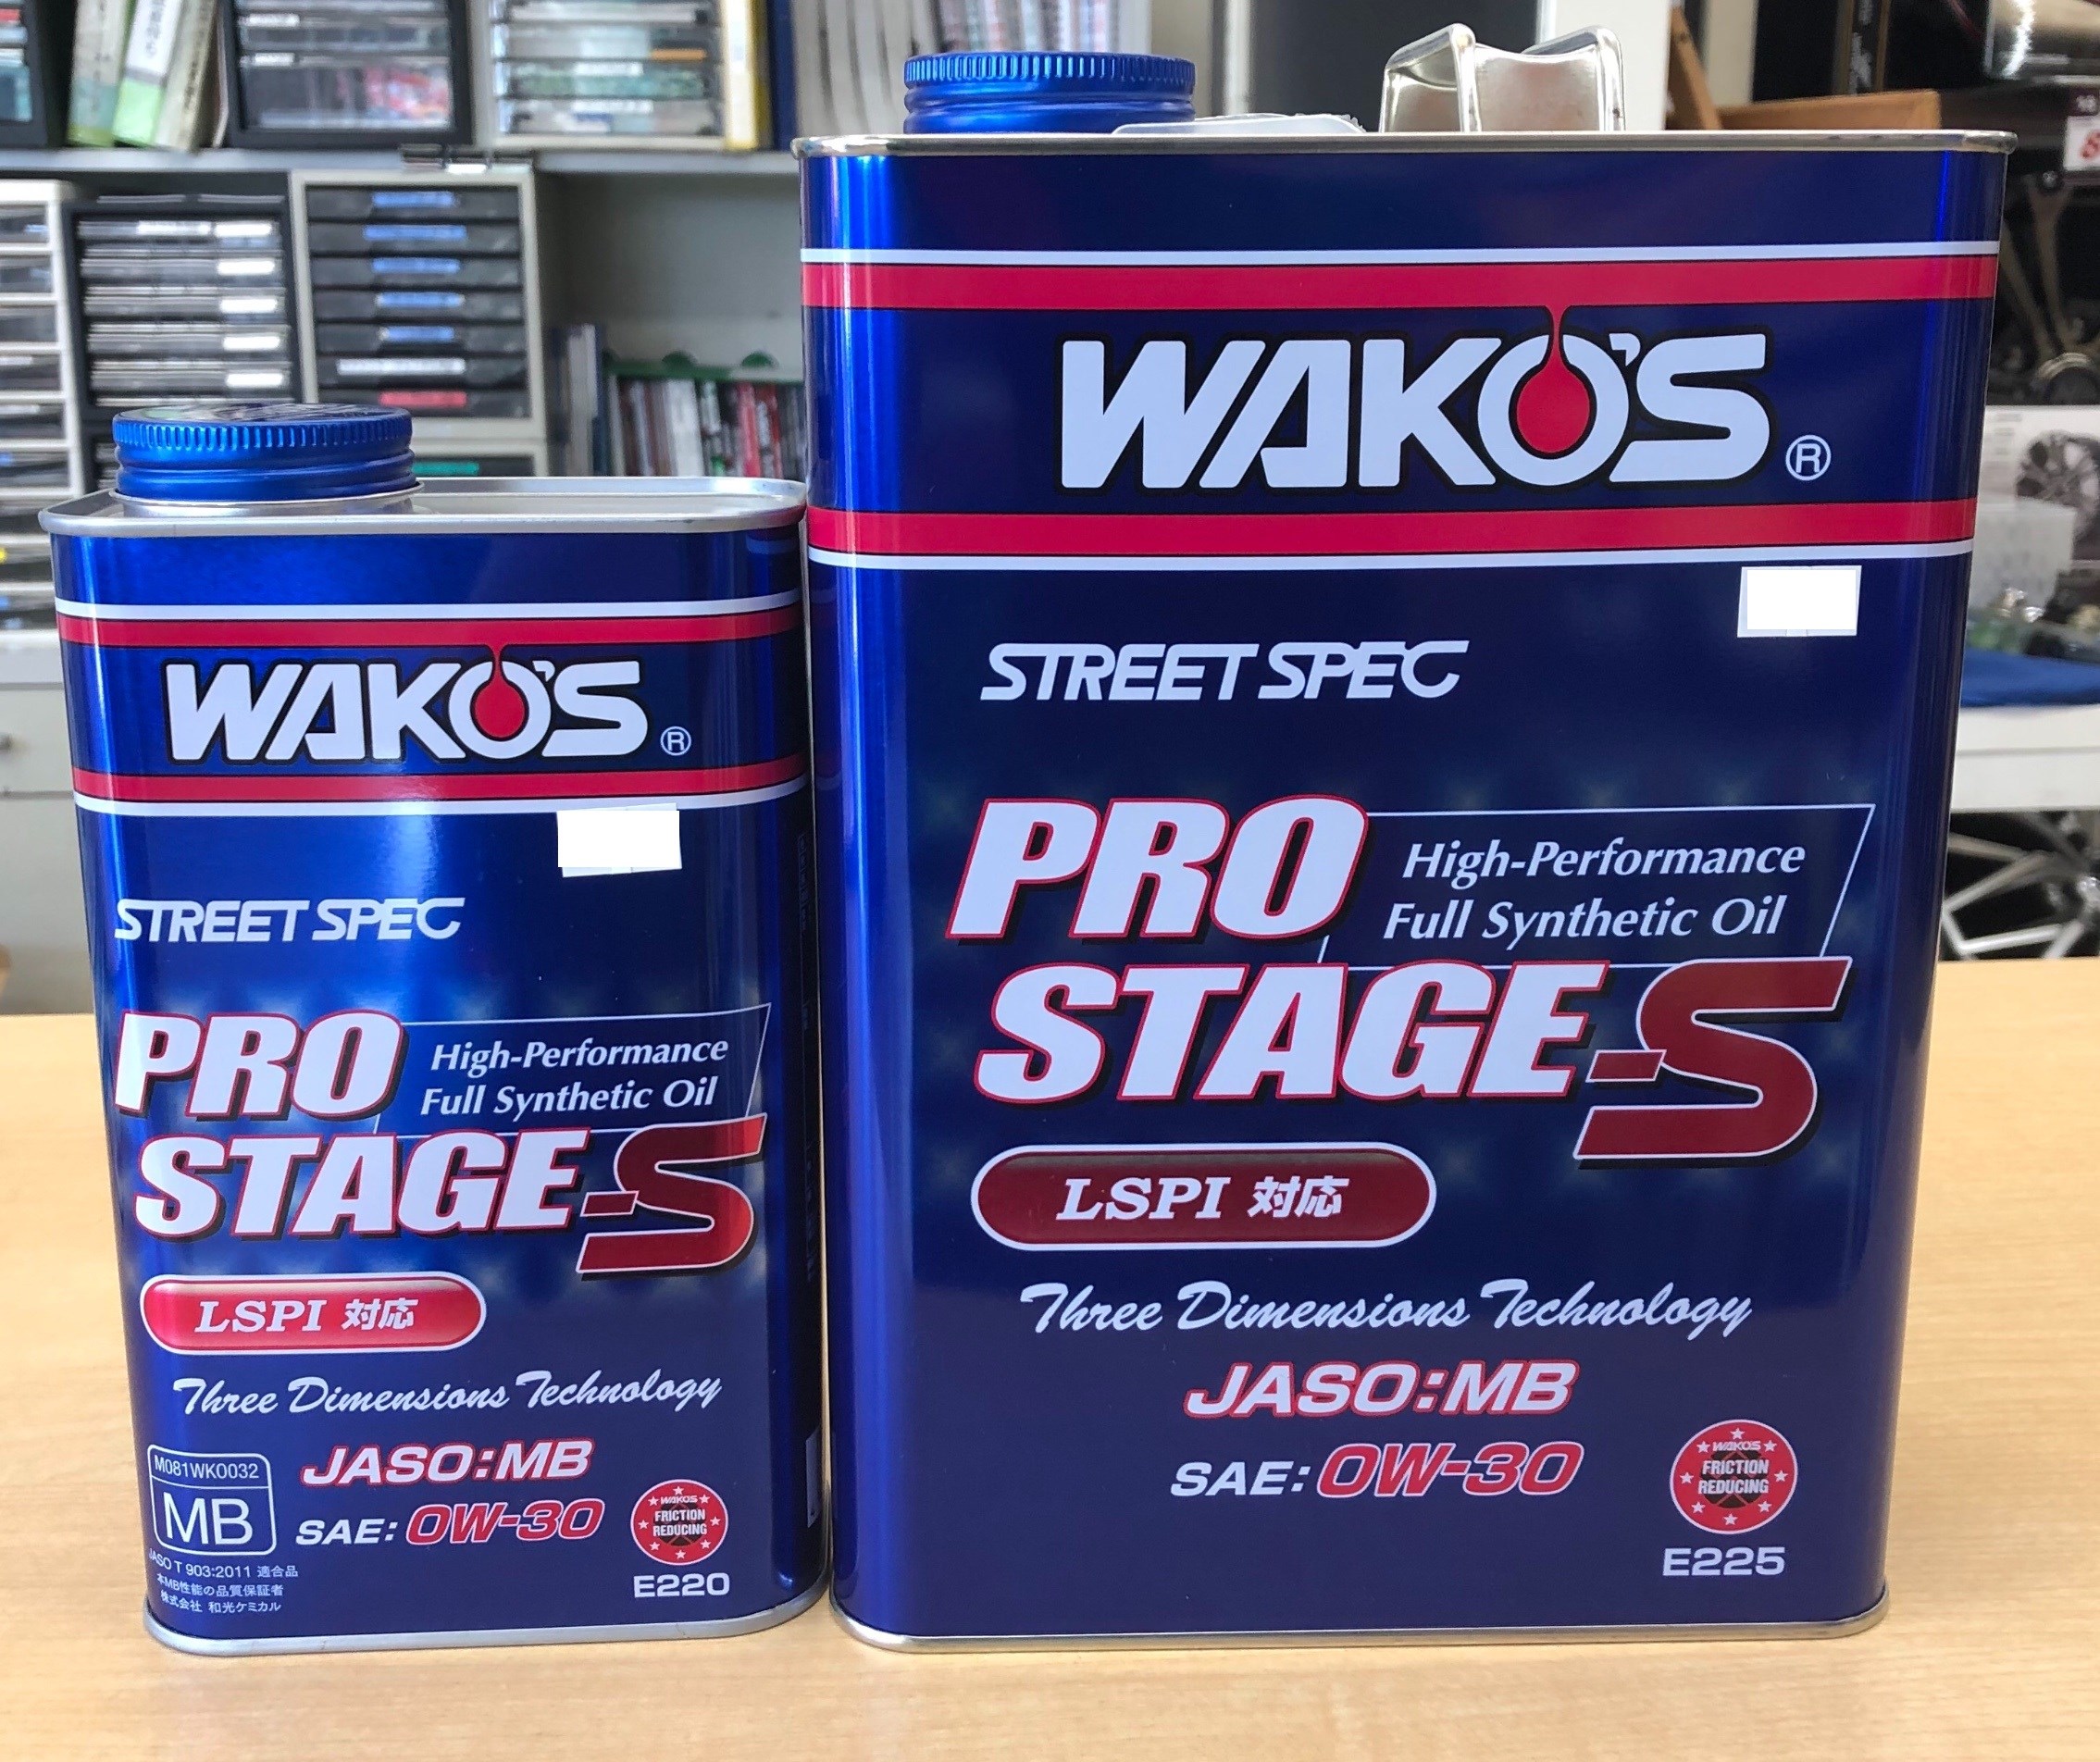 WAKO'S ®
STREET SPEC
PRO
High-Performance
Full Synthetic Oil
STAGE-S
LSPI 対応
Three Dimensions Technology
M081WK0032
MB
JASO:MB
SAE:0W-30
JASO T 903:2011 適合品
本MB性能の品質保証者
株式会社 和光ケミカル
WAKO'S
FRICTION
REDUCING
E220
WAKO'S ®
STREET SPEC
PRO
High-Performance
Full Synthetic Oil
STAGE-S
LSPI 対応
Three Dimensions Technology
JASO:MB
SAE:0W-30
WAKO'S
FRICTION
REDUCING
E225